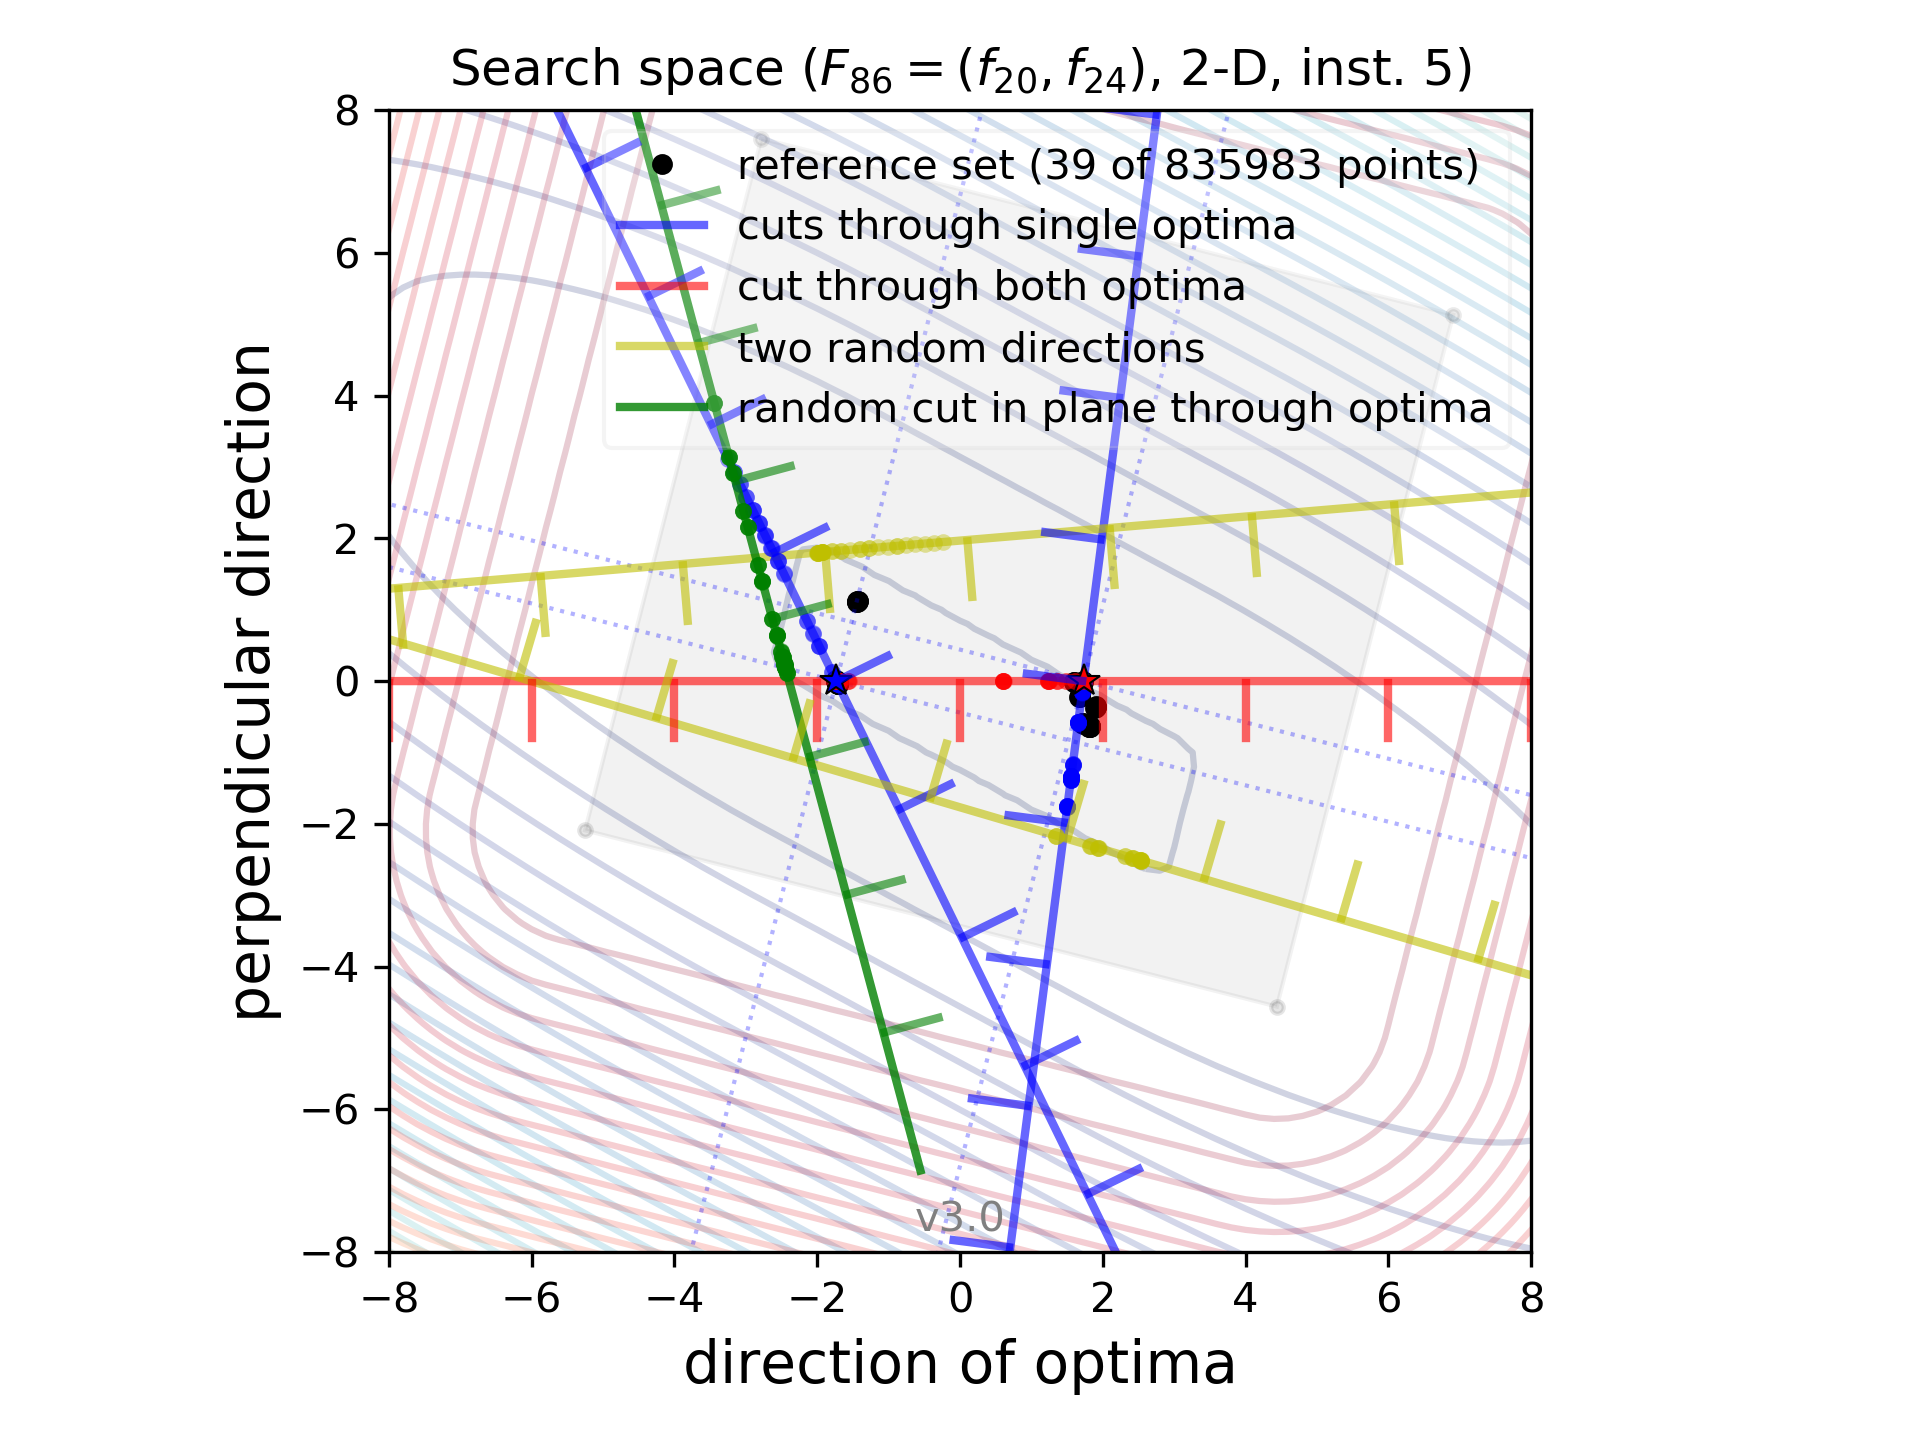 Search space (F86 = (f20, f24), 2-D, inst. 5)
reference set (39 of 835983 points)
cuts through single optima
cut through both optima
two random directions
random cut in plane through optima
perpendicular direction
8
6
4
2
0
−2
−4
−6
−8
v3.0
−8 −6 −4 −2 0 2 4 6 8
direction of optima